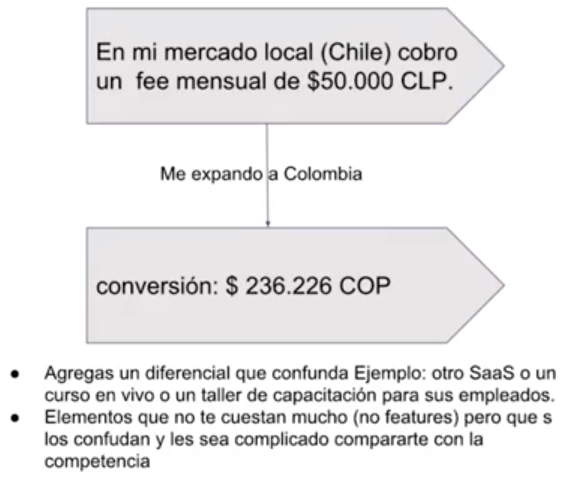 En mi mercado local (Chile) cobro
un fee mensual de $50.000 CLP.
Me expando a Colombia
conversión: $ 236.226 COP
● Agregas un diferencial que confunda Ejemplo: otro SaaS o un
curso en vivo o un taller de capacitación para sus empleados.
● Elementos que no te cuestan mucho (no features) pero que s
los confudan y les sea complicado compararte con la
competencia